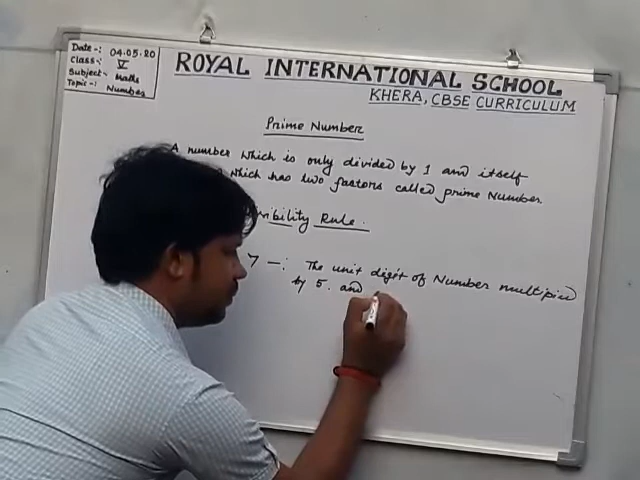 Date-: 04.05.20
Class-: V
Subject- Maths
Topic-: Number
ROYAL INTERNATIONAL SCHOOL
KHERA, CBSE CURRICULUM
Prime Number
A number which is only divided by 1 and itself
which has two factors called prime Number
Rule.
7 -: The unit digit of Number multipied
by 5. and